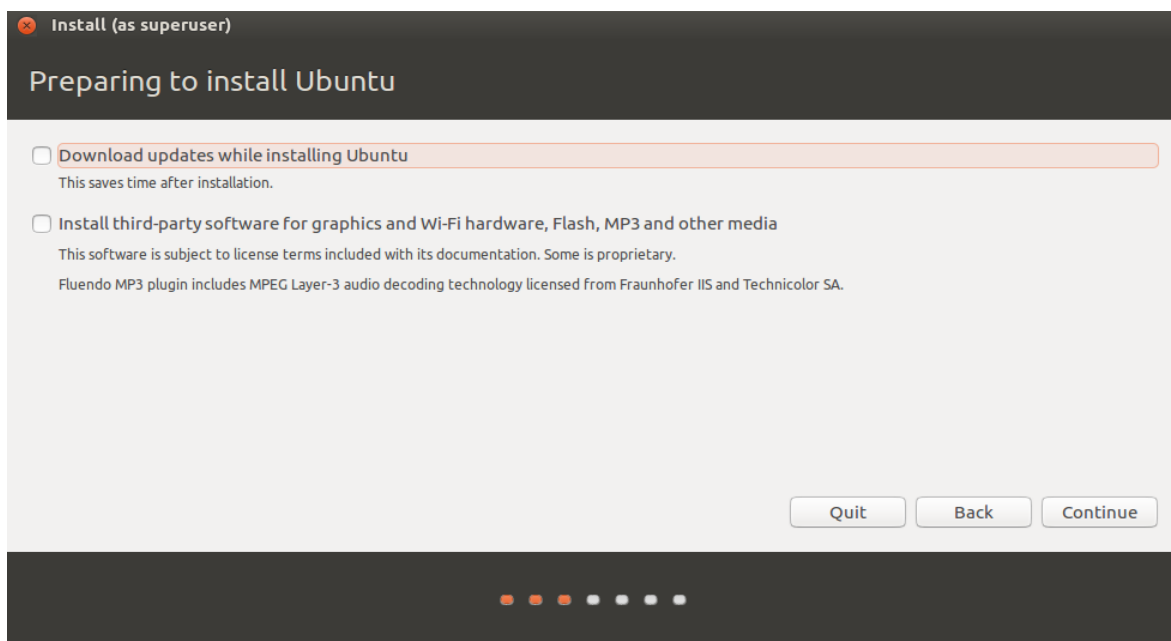 Install (as superuser)
Preparing to install Ubuntu
Download updates while installing Ubuntu
This saves time after installation.
Install third-party software for graphics and Wi-Fi hardware, Flash, MP3 and other media
This software is subject to license terms included with its documentation. Some is proprietary.
Fluendo MP3 plugin includes MPEG Layer-3 audio decoding technology licensed from Fraunhofer IIS and Technicolor SA.
Quit Back Continue